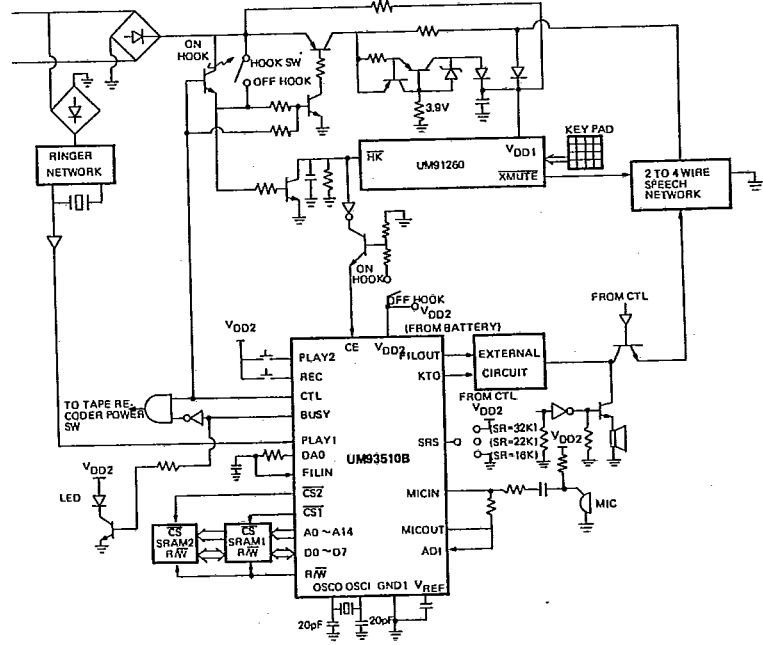 ON
HOOK
HOOK SW
OFF HOOK
3.9V
KEY PAD
RINGER
NETWORK
HK
UM91260
VDD1
XMUTE
2 TO 4 WIRE
SPEECH
NETWORK
ON
HOOK
OFF HOOK
VDD2
(FROM BATTERY)
FROM CTL
VDD2
CE
VDD2
FILOUT
KTO
EXTERNAL
CIRCUIT
PLAY2
REC
CTL
BUSY
PLAY1
DA0
FILIN
CS2
CS1
A0～A14
D0～D7
R/W
TO TAPE RE-
CODER POWER
SW
FROM CTL
VDD2
(SR=32K)
(SR=22K)
(SR=16K)
SRS
VDD2
UM93510B
VDD2
LED
MICIN
MICOUT
ADI
MIC
CS
SRAM2
R/W
CS
SRAM1
R/W
OSCO OSCI GND1 VREF
20pF
20pF